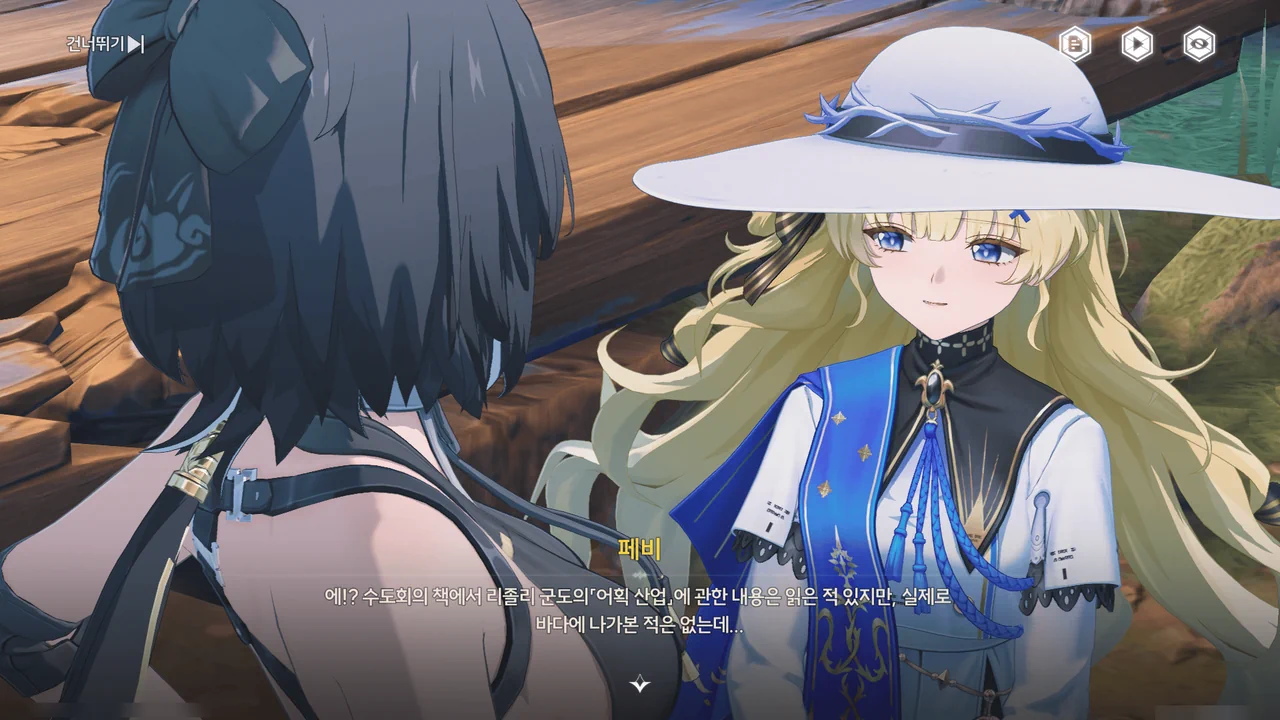 건너뛰기
페비
에!? 수도회의 책에서 리졸리 군도의「어획 산업」에 관한 내용은 읽은 적 있지만, 실제로
바다에 나가본 적은 없는데...